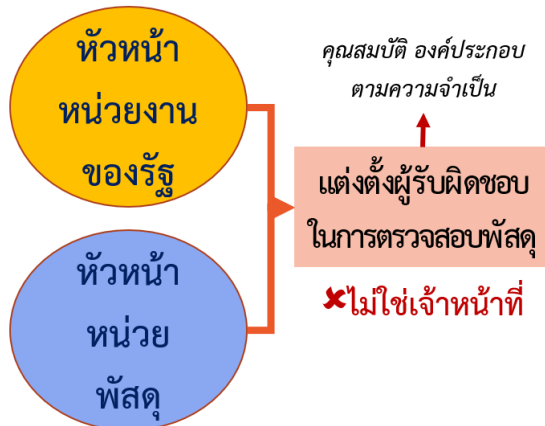 หัวหน้า
หน่วยงาน
ของรัฐ
คุณสมบัติ องค์ประกอบ
ตามความจำเป็น
แต่งตั้งผู้รับผิดชอบ
ในการตรวจสอบพัสดุ
✘ไม่ใช่เจ้าหน้าที่
หัวหน้า
หน่วย
พัสดุ